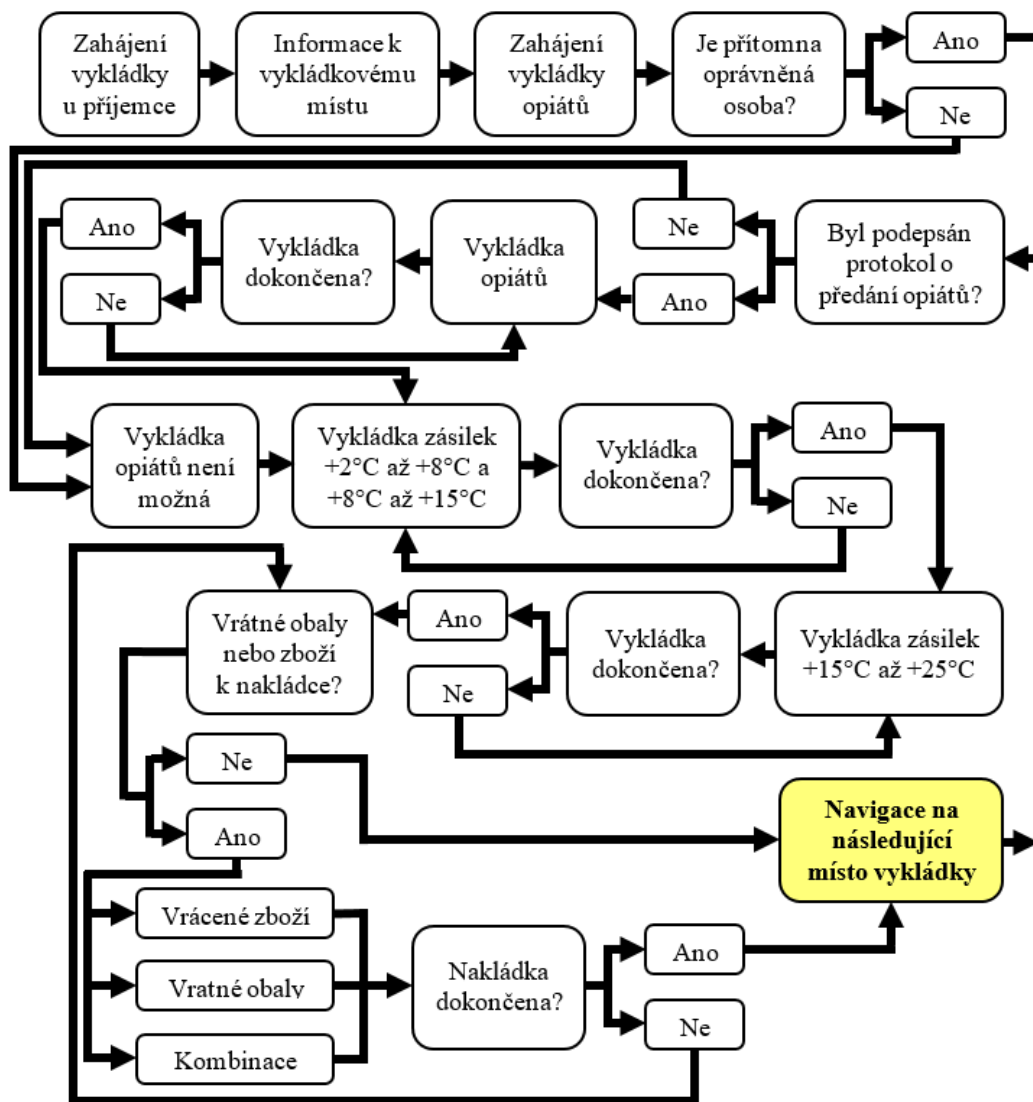 Zahájení
vykládky
u příjemce
Informace k
vykládkovému
místu
Zahájení
vykládky
opiátů
Je přítomna
oprávněná
osoba?
Ano
Ne
Ano
Ne
Vykládka
dokončena?
Vykládka
opiátů
Ne
Ano
Byl podepsán
protokol o
předání opiátů?
Vykládka
opiátů není
možná
Vykládka zásilek
+2°C až +8°C a
+8°C až +15°C
Vykládka
dokončena?
Ano
Ne
Vrátné obaly
nebo zboží
k nakládce?
Ano
Ne
Vykládka
dokončena?
Vykládka zásilek
+15°C až +25°C
Ne
Ano
Navigace na
následující
místo vykládky
Vrácené zboží
Vratné obaly
Kombinace
Nakládka
dokončena?
Ano
Ne